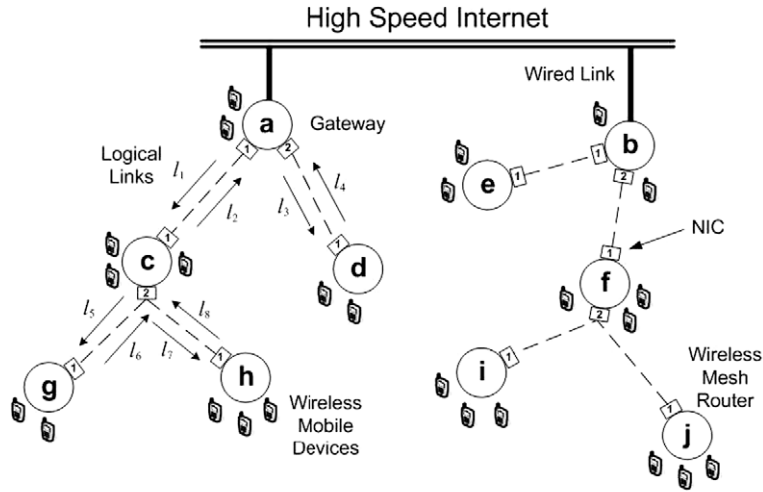 High Speed Internet
Wired Link
a
Gateway
b
1
2
1
2
Logical
Links
l₁
l₂
l₃
l₄
e
1
1
1
NIC
1
c
2
d
f
2
l₅
l₆
l₇
l₈
1
1
1
g
h
i
Wireless
Mesh
Router
1
j
Wireless
Mobile
Devices